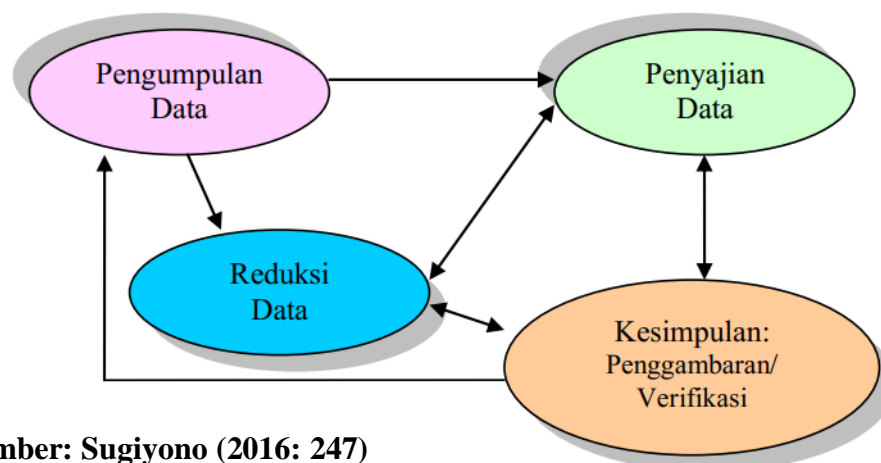 Pengumpulan
Data
Penyajian
Data
Reduksi
Data
Kesimpulan:
Penggambaran/
Verifikasi
mber: Sugiyono (2016: 247)